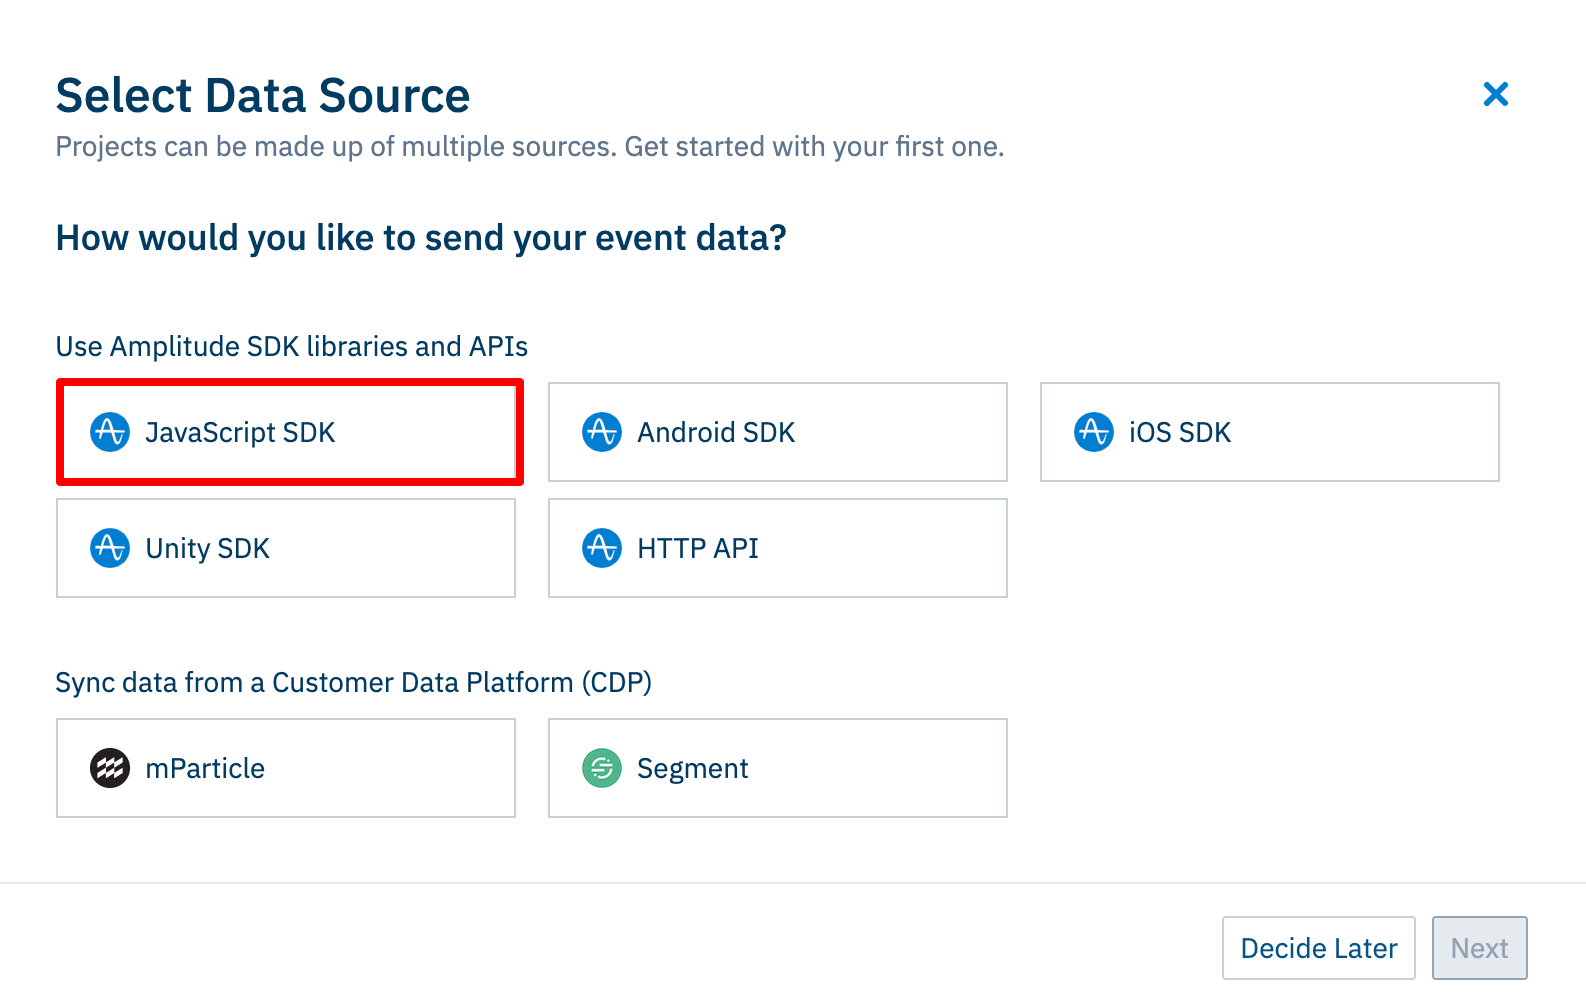 Select Data Source
Projects can be made up of multiple sources. Get started with your first one.
How would you like to send your event data?
Use Amplitude SDK libraries and APIs
JavaScript SDK
Android SDK
iOS SDK
Unity SDK
HTTP API
Sync data from a Customer Data Platform (CDP)
mParticle
Segment
Decide Later
Next